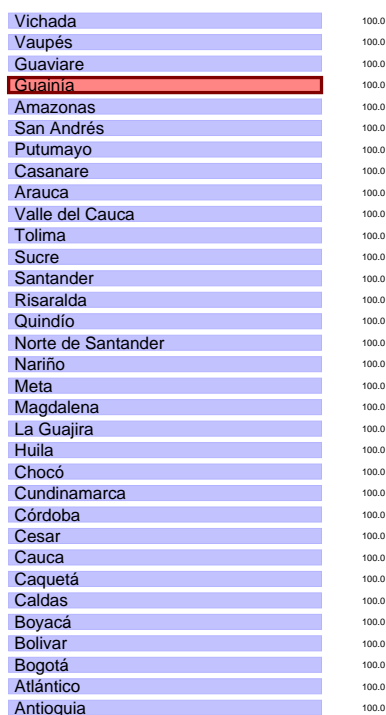 Vichada 100.0
Vaupés 100.0
Guaviare 100.0
Guainía 100.0
Amazonas 100.0
San Andrés 100.0
Putumayo 100.0
Casanare 100.0
Arauca 100.0
Valle del Cauca 100.0
Tolima 100.0
Sucre 100.0
Santander 100.0
Risaralda 100.0
Quindío 100.0
Norte de Santander 100.0
Nariño 100.0
Meta 100.0
Magdalena 100.0
La Guajira 100.0
Huila 100.0
Chocó 100.0
Cundinamarca 100.0
Córdoba 100.0
Cesar 100.0
Cauca 100.0
Caquetá 100.0
Caldas 100.0
Boyacá 100.0
Bolivar 100.0
Bogotá 100.0
Atlántico 100.0
Antioquia 100.0